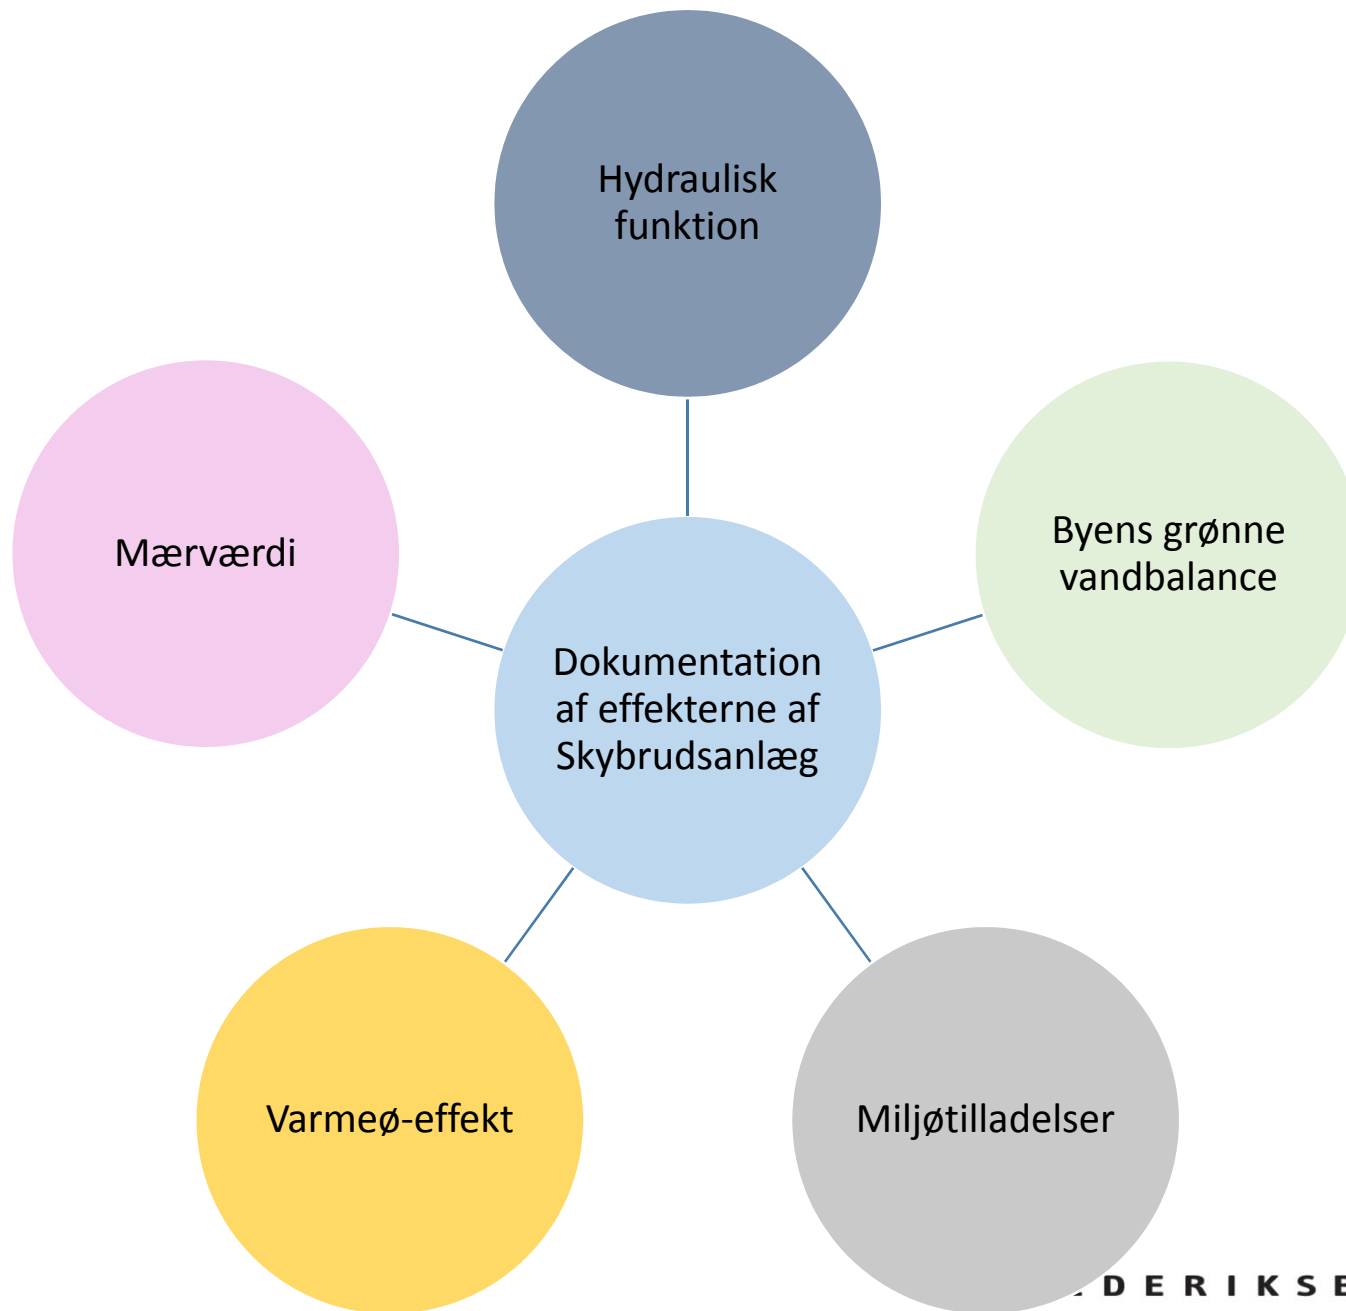 Hydraulisk
funktion
Mærværdi
Byens grønne
vandbalance
Dokumentation
af effekterne af
Skybrudsanlæg
Varmeø-effekt
Miljøtilladelser